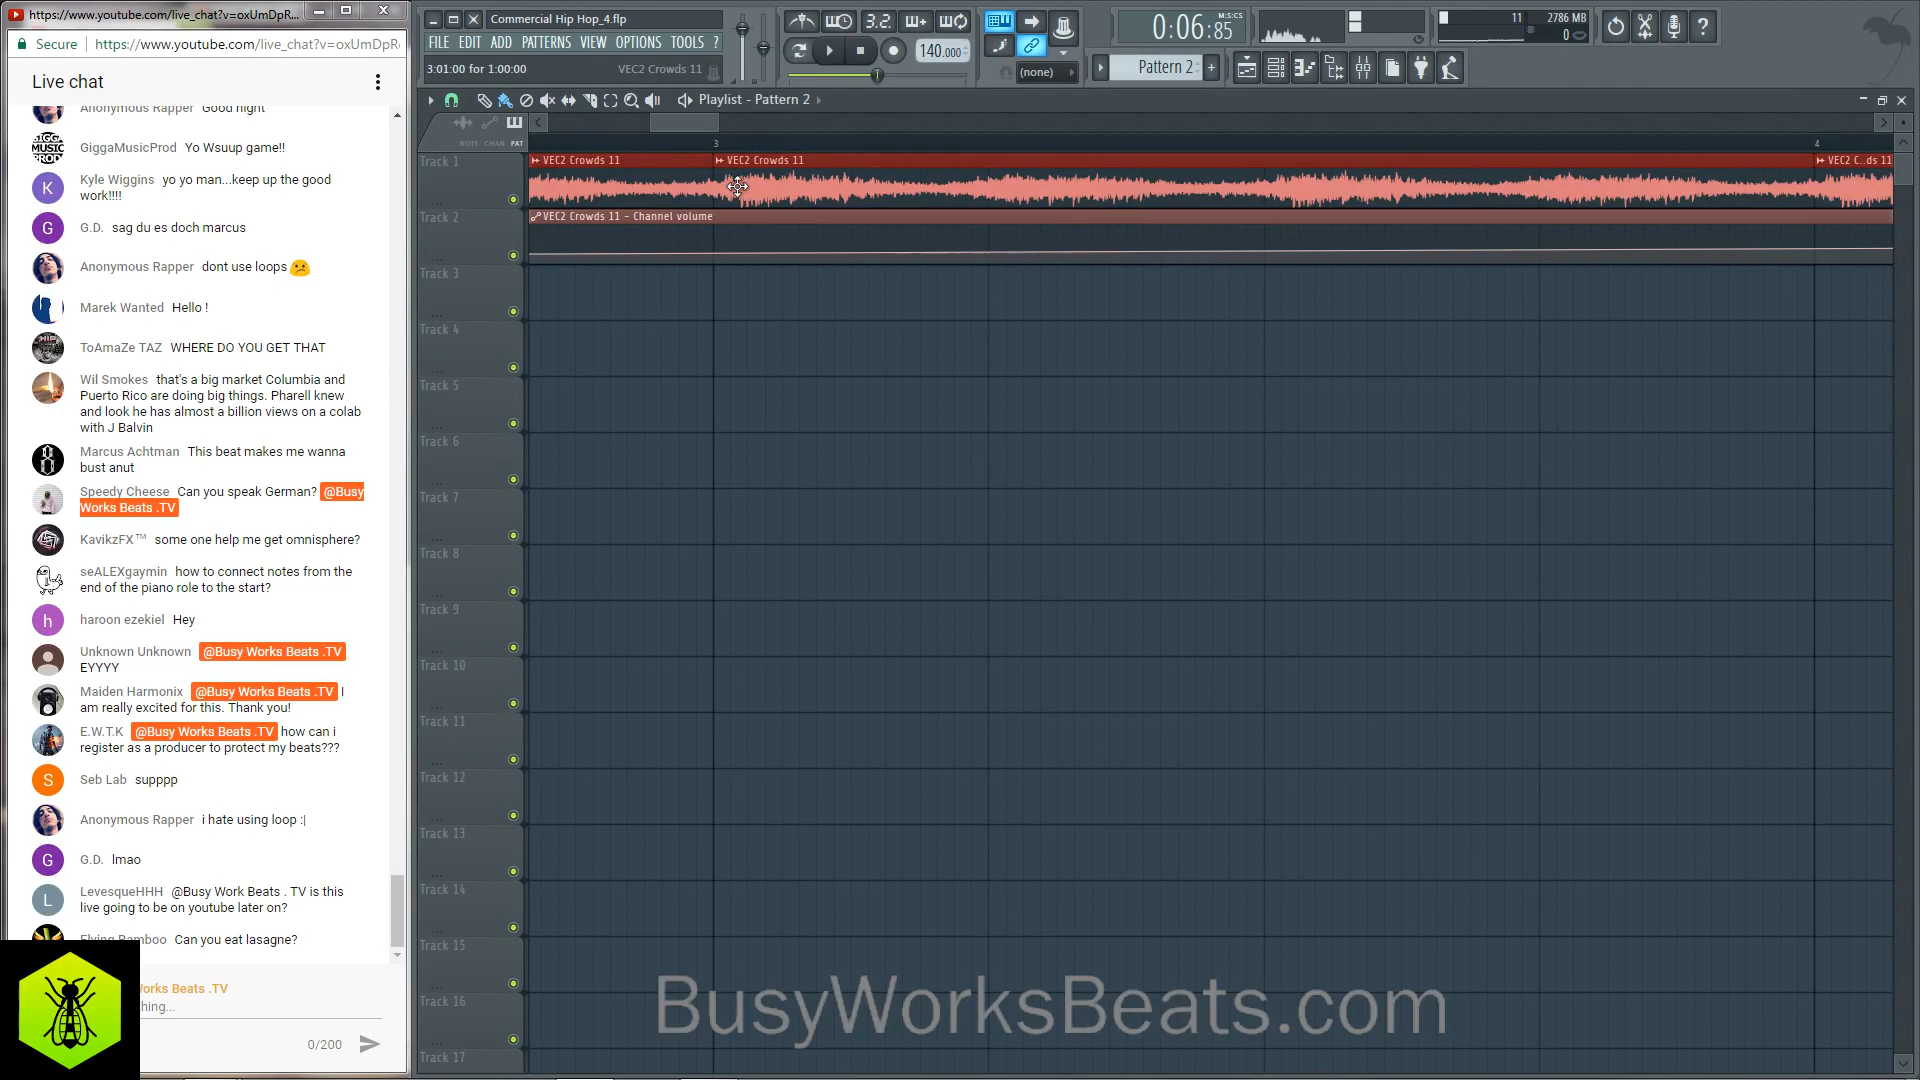 https://www.youtube.com/live_chat?v=oxUmDpR...
Secure
https://www.youtube.com/live_chat?v=oxUmDpR
Live chat
Anonymous Rapper Good night
GiggaMusicProd Yo Wsuup game!!
Kyle Wiggins yo yo man...keep up the good
work!!!!
G.D. sag du es doch marcus
Anonymous Rapper dont use loops
Marek Wanted Hello !
ToAmaZe TAZ WHERE DO YOU GET THAT
Wil Smokes that's a big market Columbia and
Puerto Rico are doing big things. Pharell knew
and look he has almost a billion views on a colab
with J Balvin
Marcus Achtman This beat makes me wanna
bust anut
Speedy Cheese Can you speak German? @Busy
Works Beats .TV
KavikzFX™ some one help me get omnisphere?
seALEXgaymin how to connect notes from the
end of the piano role to the start?
haroon ezekiel Hey
Unknown Unknown @Busy Works Beats .TV
EYYYY
Maiden Harmonix @Busy Works Beats .TV I
am really excited for this. Thank you!
E.W.T.K @Busy Works Beats .TV how can i
register as a producer to protect my beats???
Seb Lab supppp
Anonymous Rapper i hate using loop :|
G.D. lmao
LevesqueHHH @Busy Work Beats . TV is this
live going to be on youtube later on?
Can you eat lasagne?
orks Beats .TV
hing...
0/200
Commercial Hip Hop_4.flp
FILE EDIT ADD PATTERNS VIEW OPTIONS TOOLS ?
3:01:00 for 1:00:00 VEC2 Crowds 11
3.2.
140.000
(none)
0:06:85
M:S:CS
11
2786 MB
0
Pattern 2
Playlist - Pattern 2
NOTE CHAN PAT
3
4
Track 1
VEC2 Crowds 11
VEC2 Crowds 11
VEC2 C..ds 11
Track 2
VEC2 Crowds 11 - Channel volume
Track 3
Track 4
Track 5
Track 6
Track 7
Track 8
Track 9
Track 10
Track 11
Track 12
Track 13
Track 14
Track 15
Track 16
Track 17
BusyWorksBeats.com